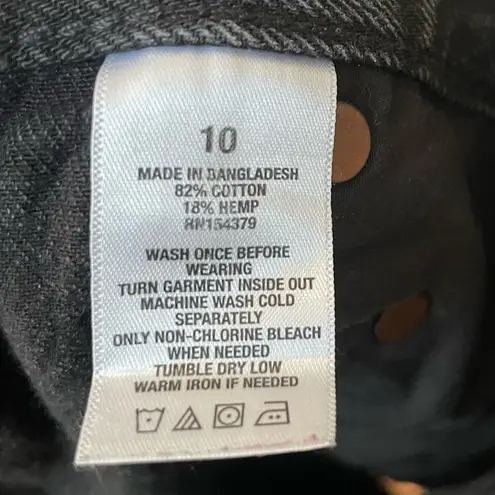 10
MADE IN BANGLADESH
82% COTTON
18% HEMP
RN154379
WASH ONCE BEFORE
WEARING
TURN GARMENT INSIDE OUT
MACHINE WASH COLD
SEPARATELY
ONLY NON-CHLORINE BLEACH
WHEN NEEDED
TUMBLE DRY LOW
WARM IRON IF NEEDED